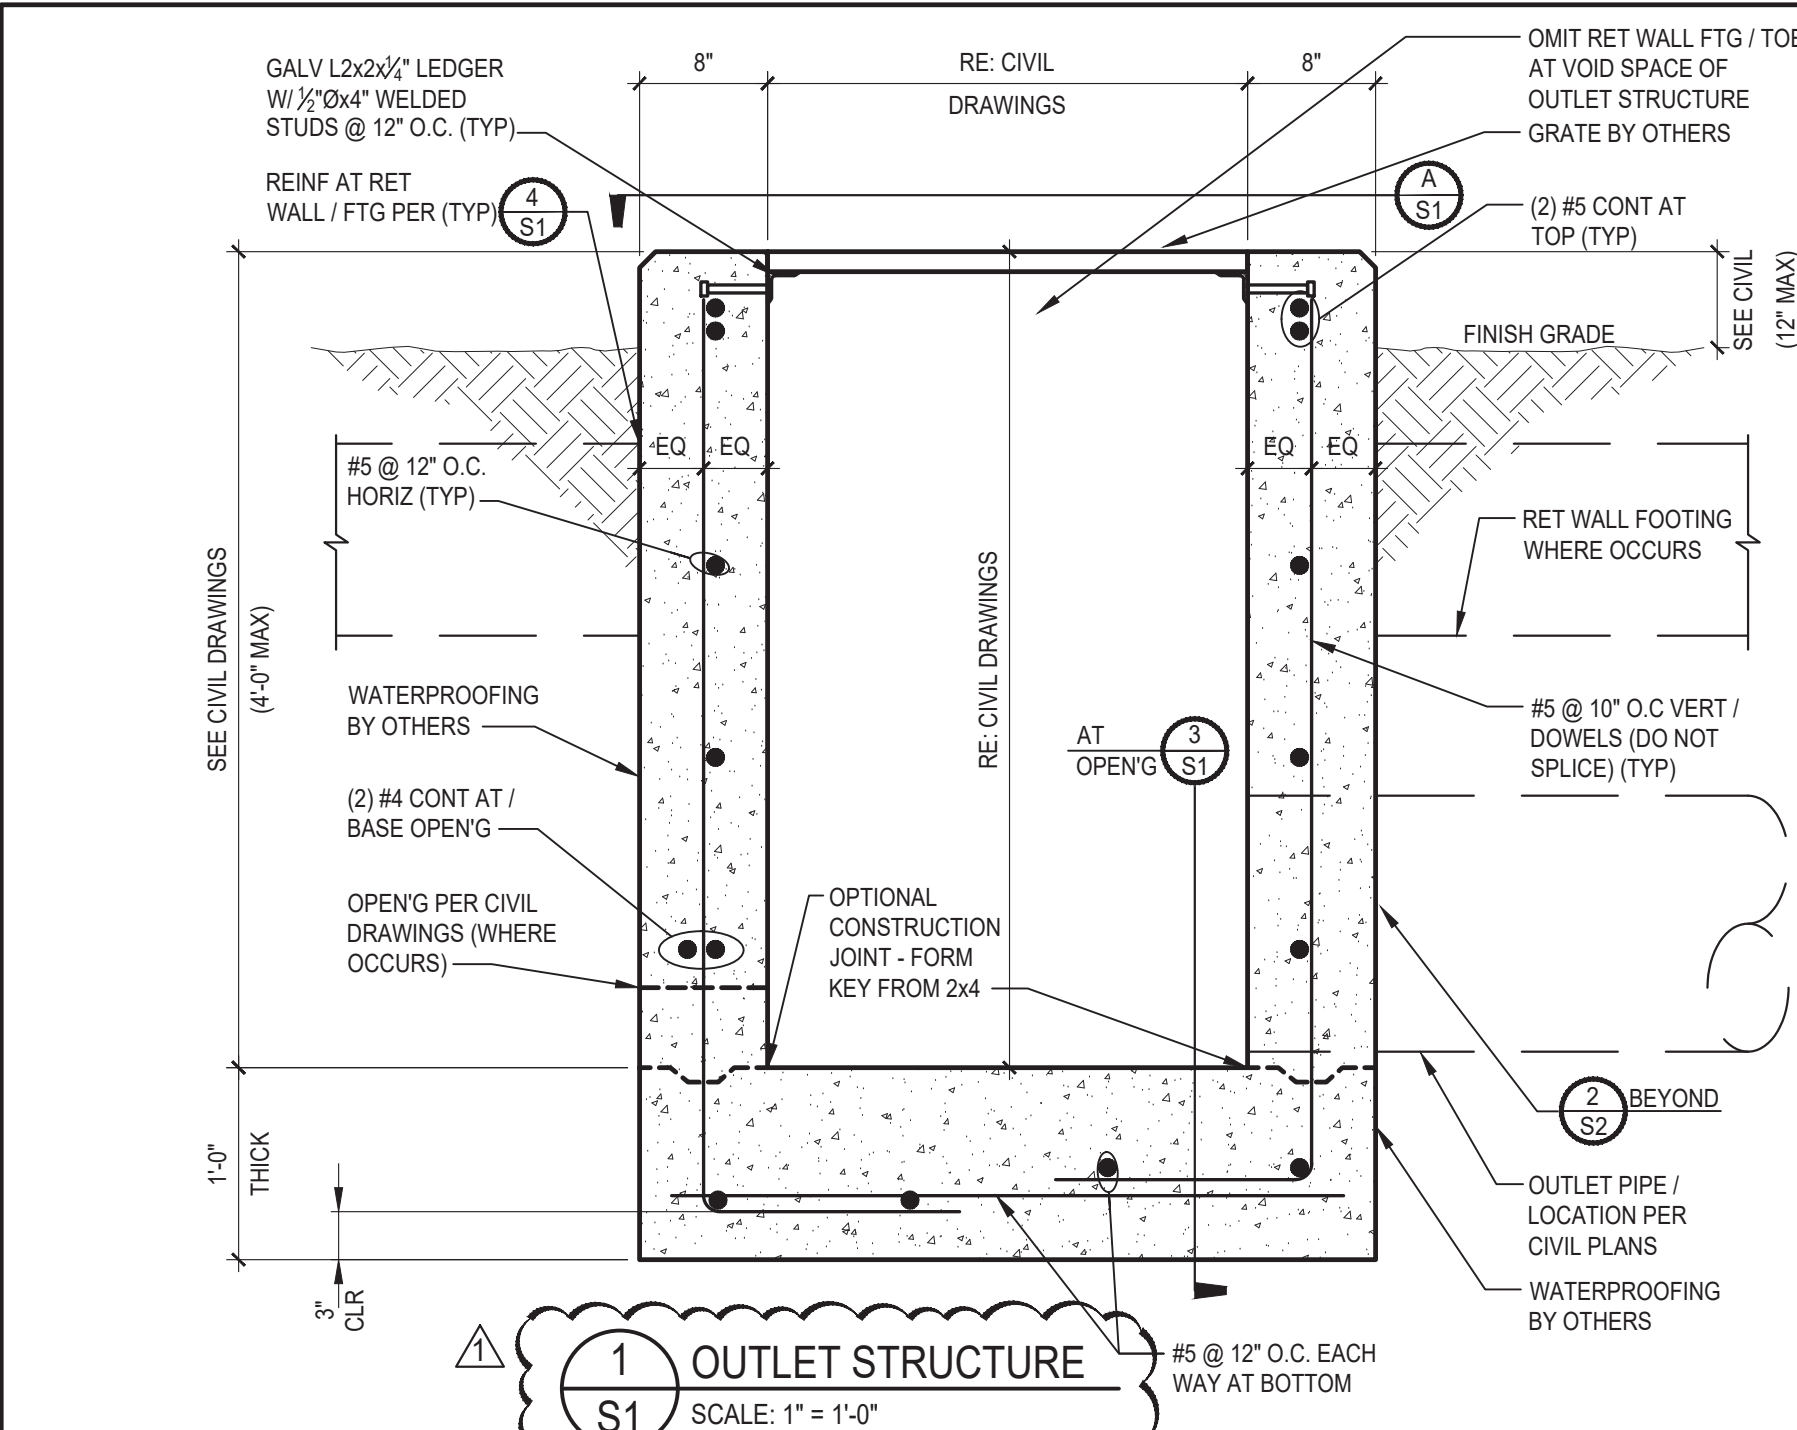 GALV L2x2x¼" LEDGER
W/ ½"Øx4" WELDED
STUDS @ 12" O.C. (TYP)
REINF AT RET
WALL / FTG PER (TYP)
4
S1
8"
RE: CIVIL
DRAWINGS
8"
OMIT RET WALL FTG / TOE
AT VOID SPACE OF
OUTLET STRUCTURE
GRATE BY OTHERS
A
S1
(2) #5 CONT AT
TOP (TYP)
SEE CIVIL
(12" MAX)
FINISH GRADE
EQ
EQ
EQ
EQ
#5 @ 12" O.C.
HORIZ (TYP)
RET WALL FOOTING
WHERE OCCURS
SEE CIVIL DRAWINGS
(4'-0" MAX)
RE: CIVIL DRAWINGS
WATERPROOFING
BY OTHERS
AT
OPEN'G
3
S1
#5 @ 10" O.C VERT /
DOWELS (DO NOT
SPLICE) (TYP)
(2) #4 CONT AT /
BASE OPEN'G
OPEN'G PER CIVIL
DRAWINGS (WHERE
OCCURS)
OPTIONAL
CONSTRUCTION
JOINT - FORM
KEY FROM 2x4
2
S2
BEYOND
1'-0"
THICK
OUTLET PIPE /
LOCATION PER
CIVIL PLANS
3"
CLR
WATERPROOFING
BY OTHERS
#5 @ 12" O.C. EACH
WAY AT BOTTOM
1
1
S1
OUTLET STRUCTURE
SCALE: 1" = 1'-0"